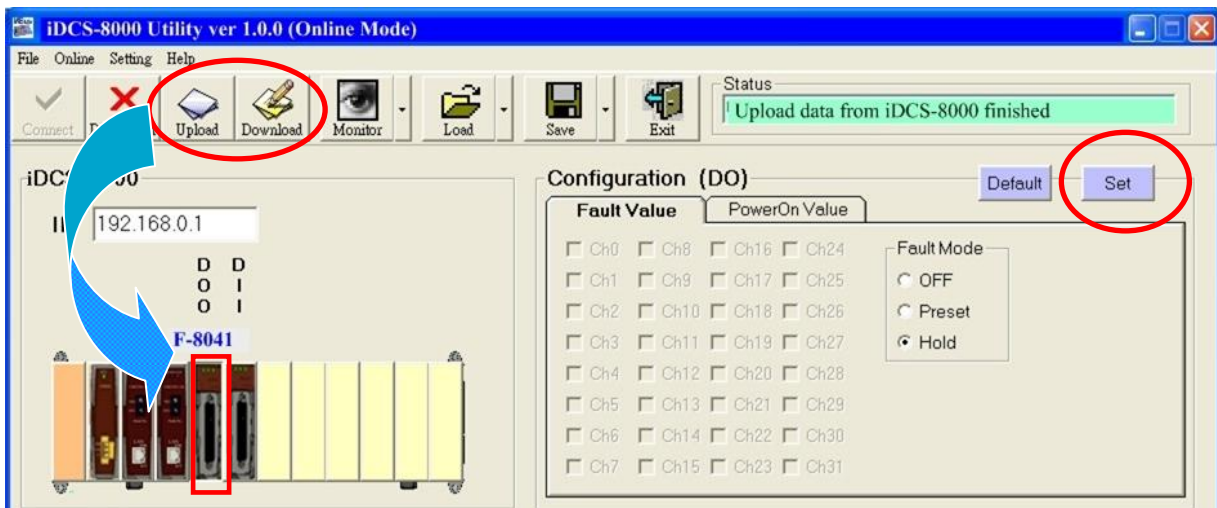 iDCS-8000 Utility ver 1.0.0 (Online Mode)
File Online Setting Help
Connect Upload Download Monitor Load Save Exit
Status
Upload data from iDCS-8000 finished
Configuration (DO)
Default Set
Fault Value PowerOn Value
192.168.0.1
D D
O I
0 I
F-8041
Ch0 Ch8 Ch16 Ch24
Ch1 Ch9 Ch17 Ch25
Ch2 Ch10 Ch18 Ch26
Ch3 Ch11 Ch19 Ch27
Ch4 Ch12 Ch20 Ch28
Ch5 Ch13 Ch21 Ch29
Ch6 Ch14 Ch22 Ch30
Ch7 Ch15 Ch23 Ch31
Fault Mode
OFF
Preset
Hold